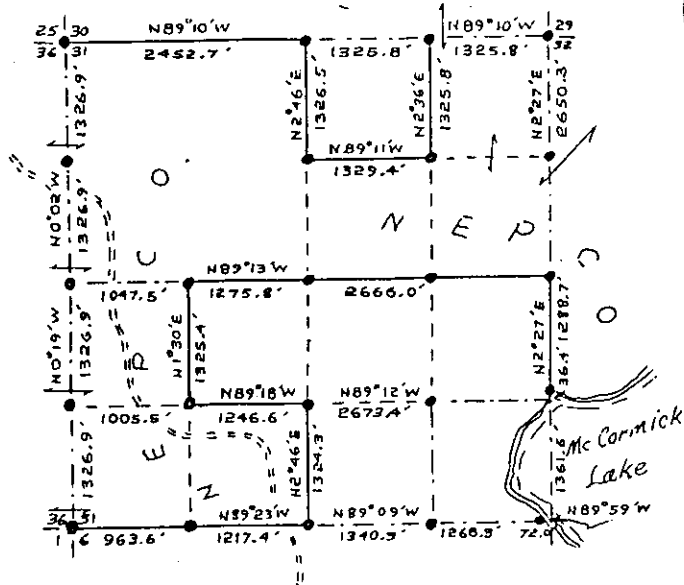 25 30
36 31
N89°10'W
2452.7'
1325.8'
N89°10'W
1325.8'
29
32
1326.9'
N2°46'E
1326.5'
N2°36'E
1325.8
N2°27'E
2650.3'
N89°11'W
1329.4'
N0°02'W
1326.9'
NEPCO
NEPCO
N89°13'W
1047.5'
1275.8'
2666.0'
N0°19'W
1326.9'
N1°30'E
1325.4'
N2°27'E
1288.7'
36.4'
N89°18'W
N89°12'W
1005.5'
1246.6'
2673.4'
1326.9'
N2°46'E
1324.3'
1361.6'
McCormick
Lake
N89°59'W
36 31
1 6
N89°23'W
N89°09'W
963.6'
1217.4'
1340.9'
1268.9'
72.0'